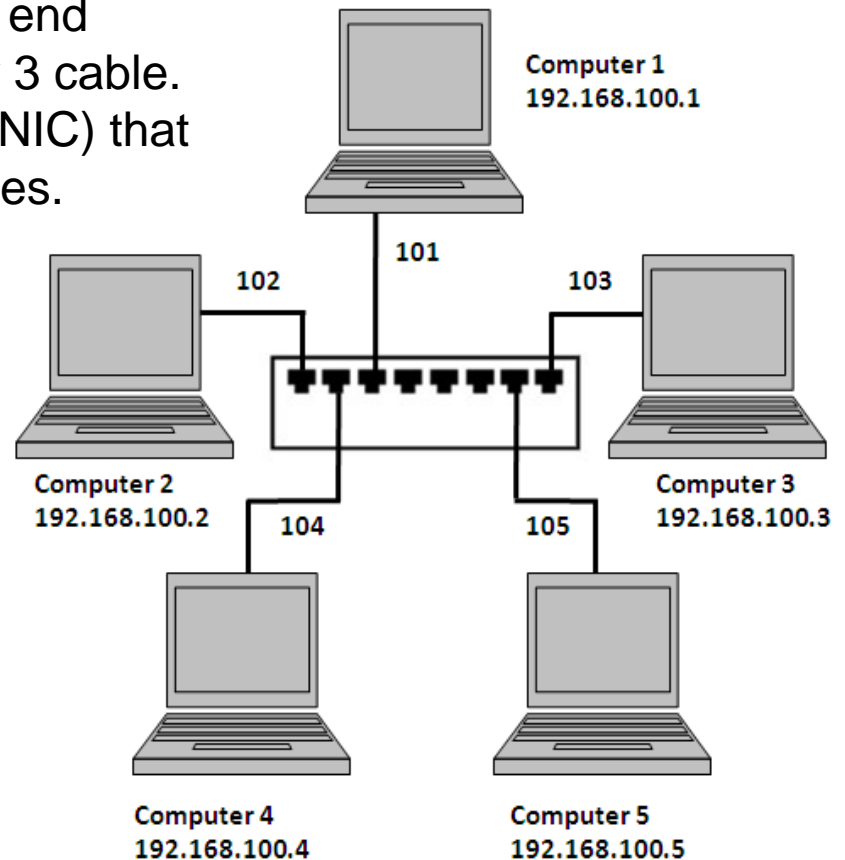 end
3 cable.
NIC) that
es.
Computer 1
192.168.100.1
101
102
103
Computer 2
192.168.100.2
Computer 3
192.168.100.3
104
105
Computer 4
192.168.100.4
Computer 5
192.168.100.5